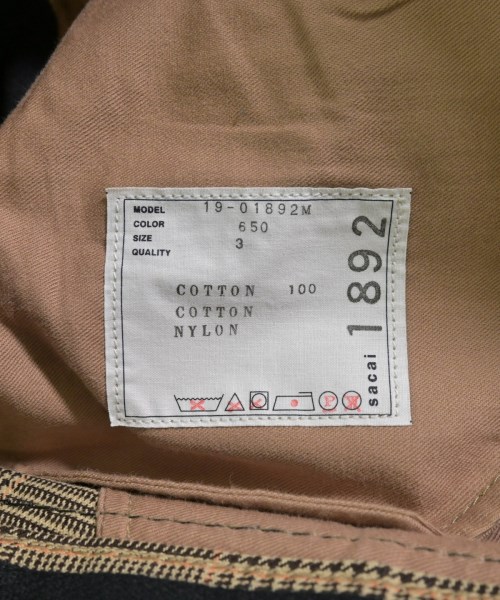 MODEL 19-01892M
COLOR 650
SIZE 3
QUALITY
COTTON 100
COTTON
NYLON
P W
sacai 1892